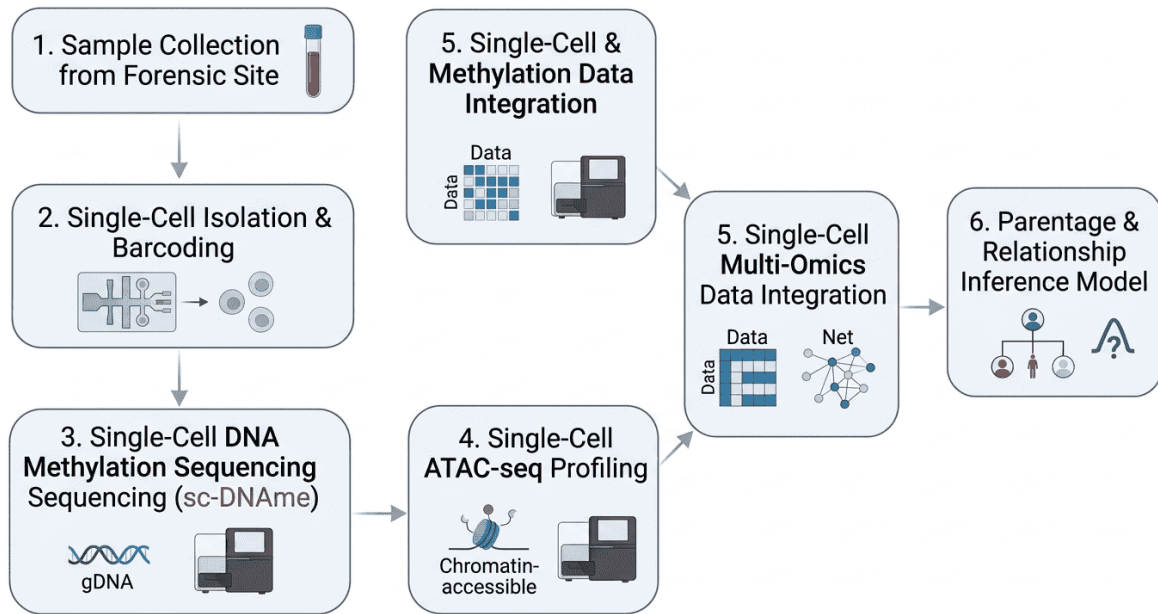 1. Sample Collection
from Forensic Site
2. Single-Cell Isolation &
Barcoding
3. Single-Cell DNA
Methylation Sequencing
Sequencing (sc-DNAme)
gDNA
4. Single-Cell
ATAC-seq Profiling
Chromatin-
accessible
5. Single-Cell &
Methylation Data
Integration
Data
Data
5. Single-Cell
Multi-Omics
Data Integration
Data
Net
Data
6. Parentage &
Relationship
Inference Model
?